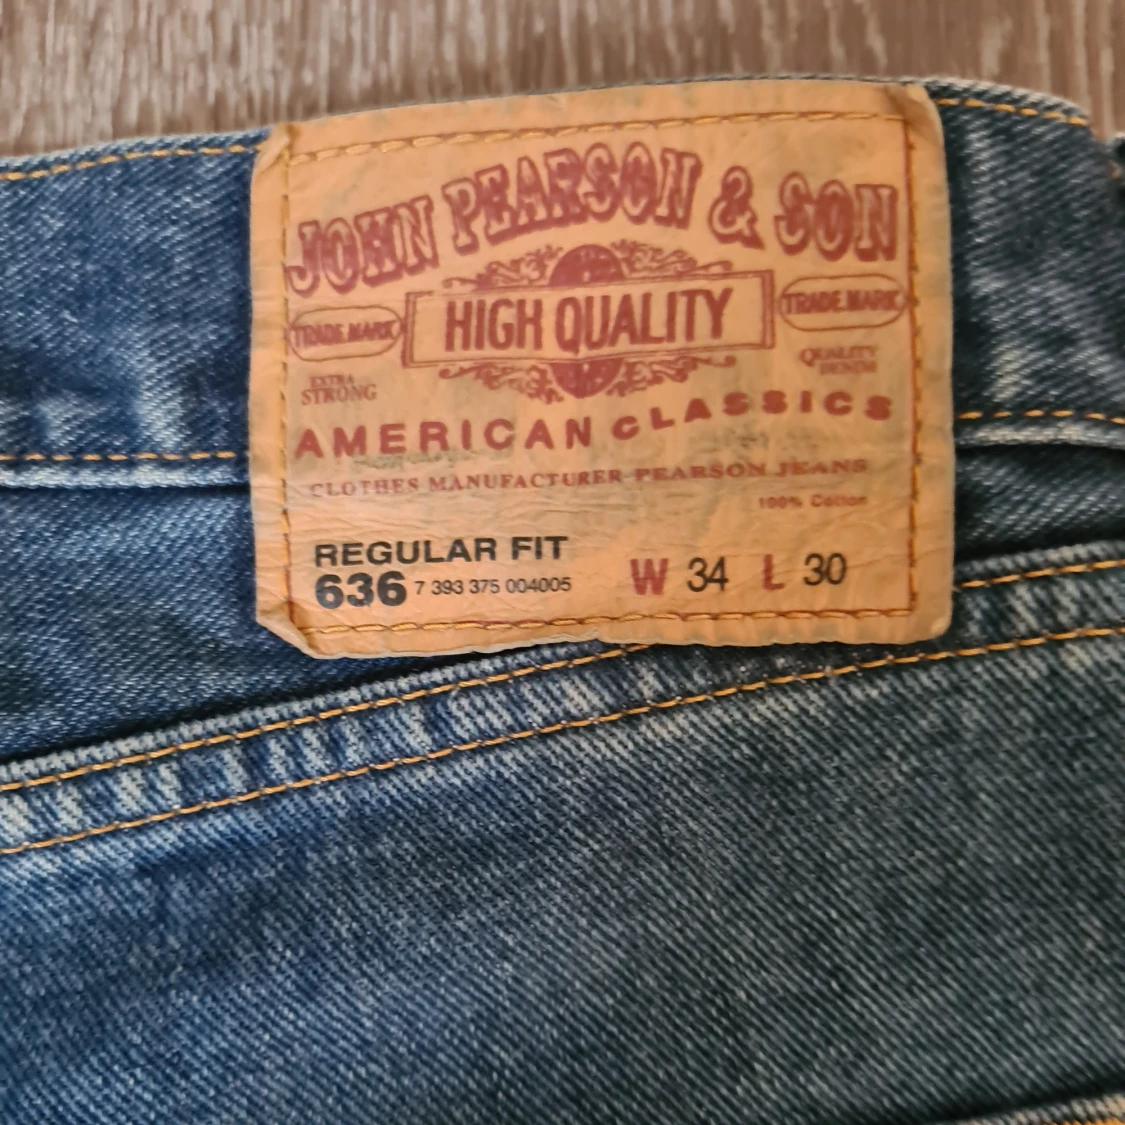 JOHN PEARSON & SON
HIGH QUALITY
TRADE MARK
TRADE MARK
EXTRA
STRONG
QUALITY
DENIM
AMERICAN CLASSICS
CLOTHES MANUFACTURER PEARSON JEANS
100% Cotton
REGULAR FIT
636 7 393 375 004005 W 34 L 30